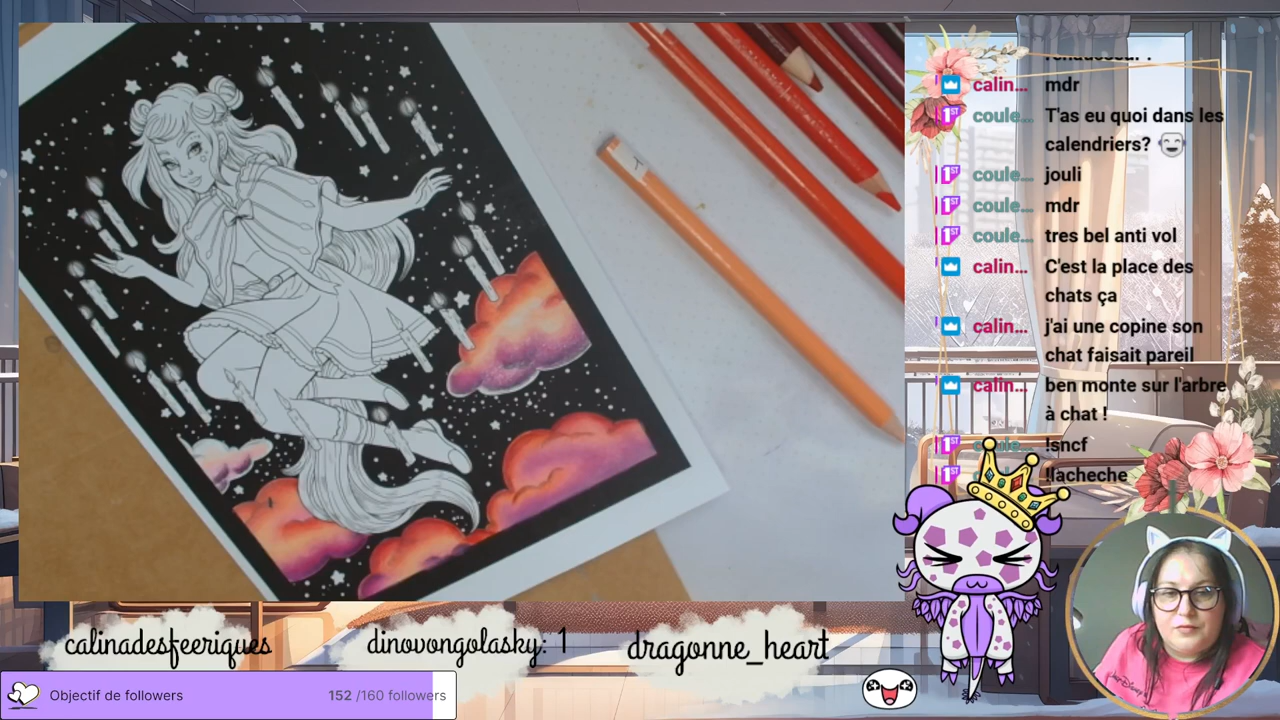 calin... mdr
coule... T'as eu quoi dans les
calendriers?
coule... jouli
coule... mdr
coule... tres bel anti vol
calin... C'est la place des
chats ça
calin... j'ai une copine son
chat faisait pareil
calin... ben monte sur l'arbre
à chat !
!sncf
!lacheche
calinadesfeeriques
dinovongolasky: 1
dragonne_heart
Objectif de followers
152 /160 followers